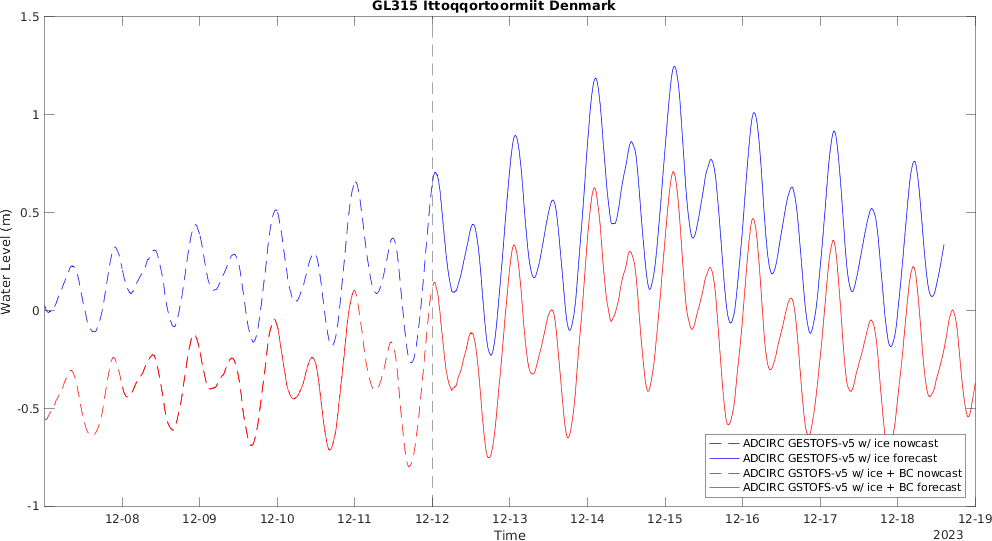 GL315 Ittoqqortoormiit Denmark
1.5
1
0.5
0
-0.5
-1
Water Level (m)
12-08 12-09 12-10 12-11 12-12 12-13 12-14 12-15 12-16 12-17 12-18 12-19
Time
2023
ADCIRC GESTOFS-v5 w/ ice nowcast
ADCIRC GESTOFS-v5 w/ ice forecast
ADCIRC GSTOFS-v5 w/ ice + BC nowcast
ADCIRC GSTOFS-v5 w/ ice + BC forecast